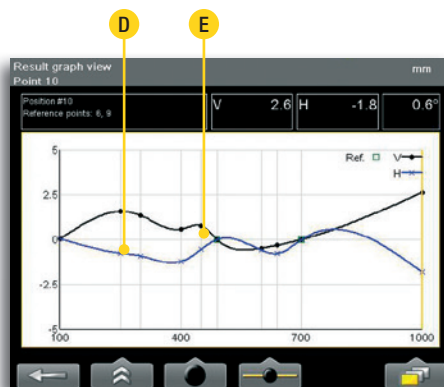 D E
Result graph view mm
Point 10
Position #10
Reference points: 6, 9
V 2.6 H -1.8 0.6°
Ref. V
H
5
2.5
0
-2.5
-5
100 400 700 1000